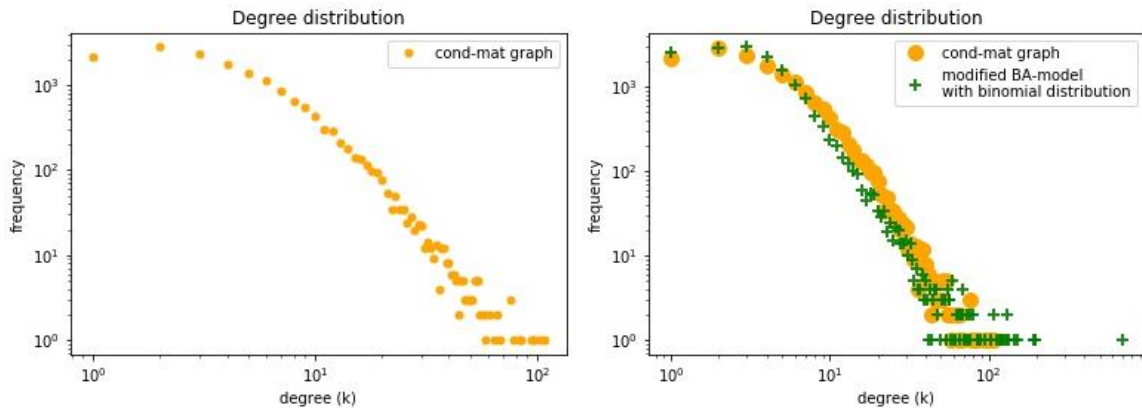 Degree distribution
cond-mat graph
frequency
10³
10²
10¹
10⁰
10⁰
10¹
10²
degree (k)
Degree distribution
cond-mat graph
modified BA-model
with binomial distribution
frequency
10³
10²
10¹
10⁰
10⁰
10¹
10²
degree (k)